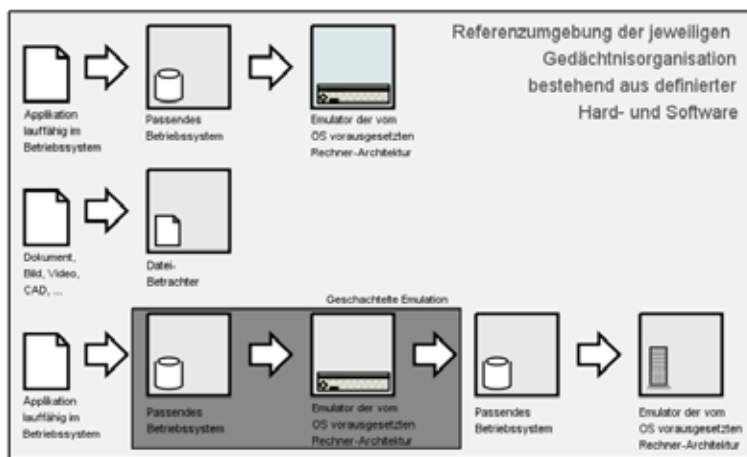 Referenzumgebung der jeweiligen
Gedächtnisorganisation
bestehend aus definierter
Hard- und Software
Applikation
lauffähig im
Betriebssystem
Passendes
Betriebssystem
Emulator der vom
OS vorausgesetzten
Rechner-Architektur
Dokument,
Bild, Video,
CAD, ...
Datei-
Betrachter
Geschachtelte Emulation
Applikation
lauffähig im
Betriebssystem
Passendes
Betriebssystem
Emulator der vom
OS vorausgesetzten
Rechner-Architektur
Passendes
Betriebssystem
Emulator der vom
OS vorausgesetzten
Rechner-Architektur